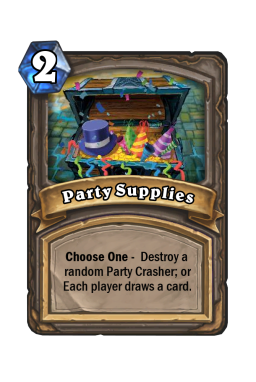 2
Party Supplies
Choose One - Destroy a
random Party Crasher; or
Each player draws a card.